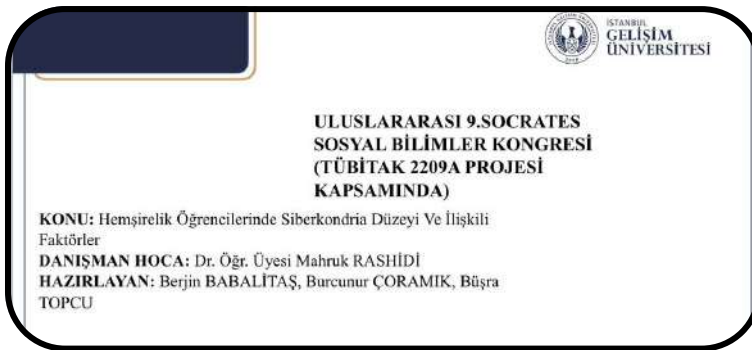 İSTANBUL
GELİŞİM
ÜNİVERSİTESİ
ULUSLARARASI 9.SOCRATES
SOSYAL BİLİMLER KONGRESİ
(TÜBİTAK 2209A PROJESİ
KAPSAMINDA)
KONU: Hemşirelik Öğrencilerinde Siberkondria Düzeyi Ve İlişkili
Faktörler
DANIŞMAN HOCA: Dr. Öğr. Üyesi Mahruk RASHİDİ
HAZIRLAYAN: Berjin BABALİTAŞ, Burcunur ÇORAMIK, Büşra
TOPCU